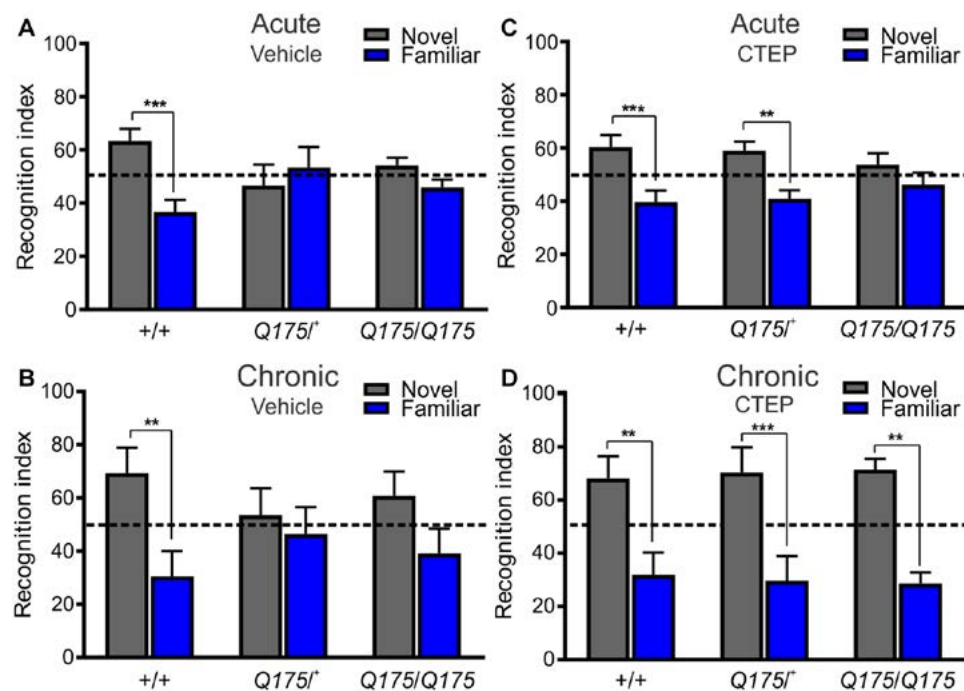 A
Acute
Vehicle
Novel
Familiar
Recognition index
100
80
60
40
20
0
***
+/+
Q175/+
Q175/Q175
C
Acute
CTEP
Novel
Familiar
Recognition index
100
80
60
40
20
0
***
**
+/+
Q175/+
Q175/Q175
B
Chronic
Vehicle
Novel
Familiar
Recognition index
100
80
60
40
20
0
**
+/+
Q175/+
Q175/Q175
D
Chronic
CTEP
Novel
Familiar
Recognition index
100
80
60
40
20
0
**
***
**
+/+
Q175/+
Q175/Q175